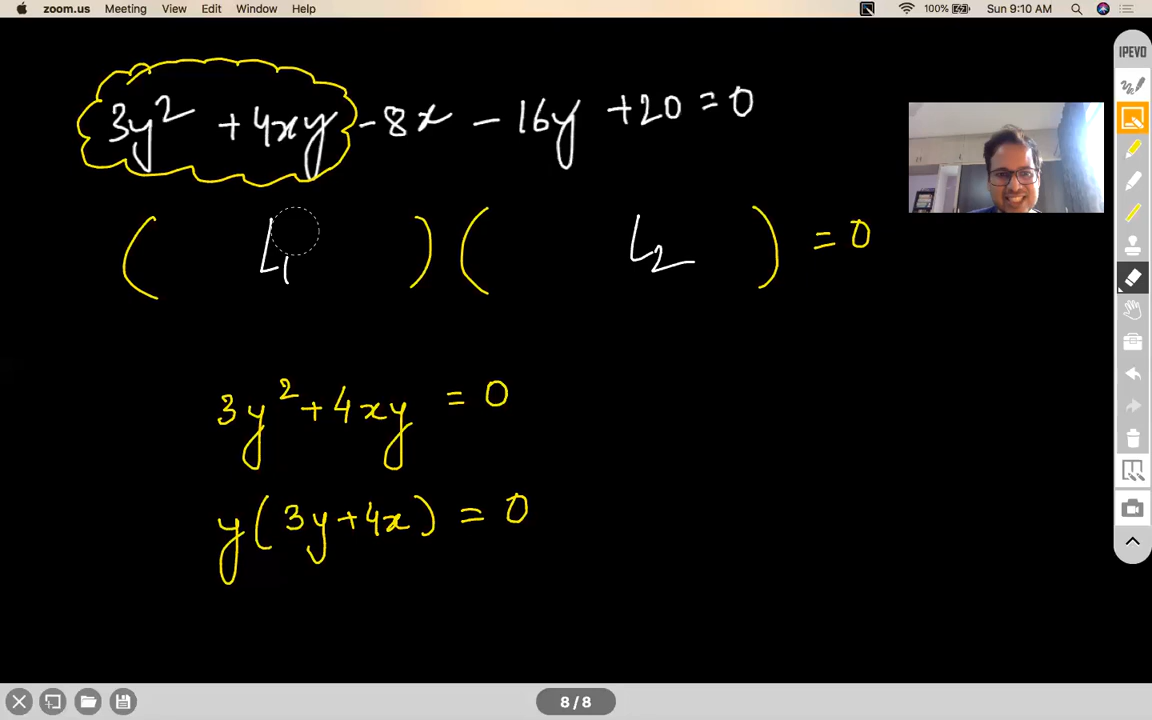 zoom.us Meeting View Edit Window Help 100% Sun 9:10 AM
IPEVO
3y² + 4xy - 8x - 16y + 20 = 0
( L₁ ) ( L₂ ) = 0
3y² + 4xy = 0
y(3y+4x) = 0
8 / 8